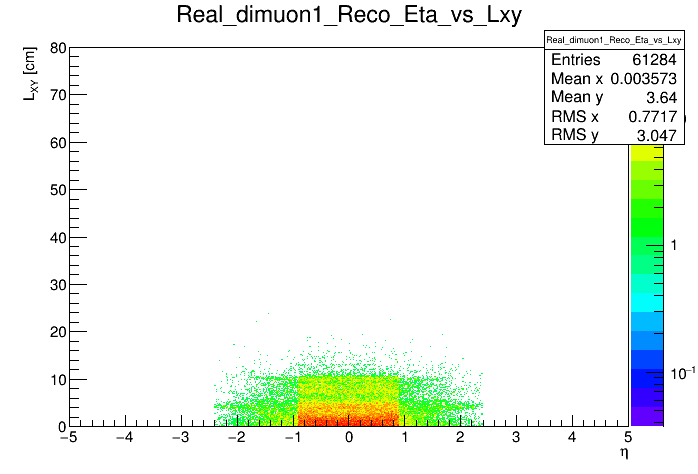 Real_dimuon1_Reco_Eta_vs_Lxy
Real_dimuon1_Reco_Eta_vs_Lxy
Entries 61284
Mean x 0.003573
Mean y 3.64
RMS x 0.7717
RMS y 3.047
L_XY [cm]
80
70
60
50
40
30
20
10
0
−5 −4 −3 −2 −1 0 1 2 3 4 5
η
1
10⁻¹